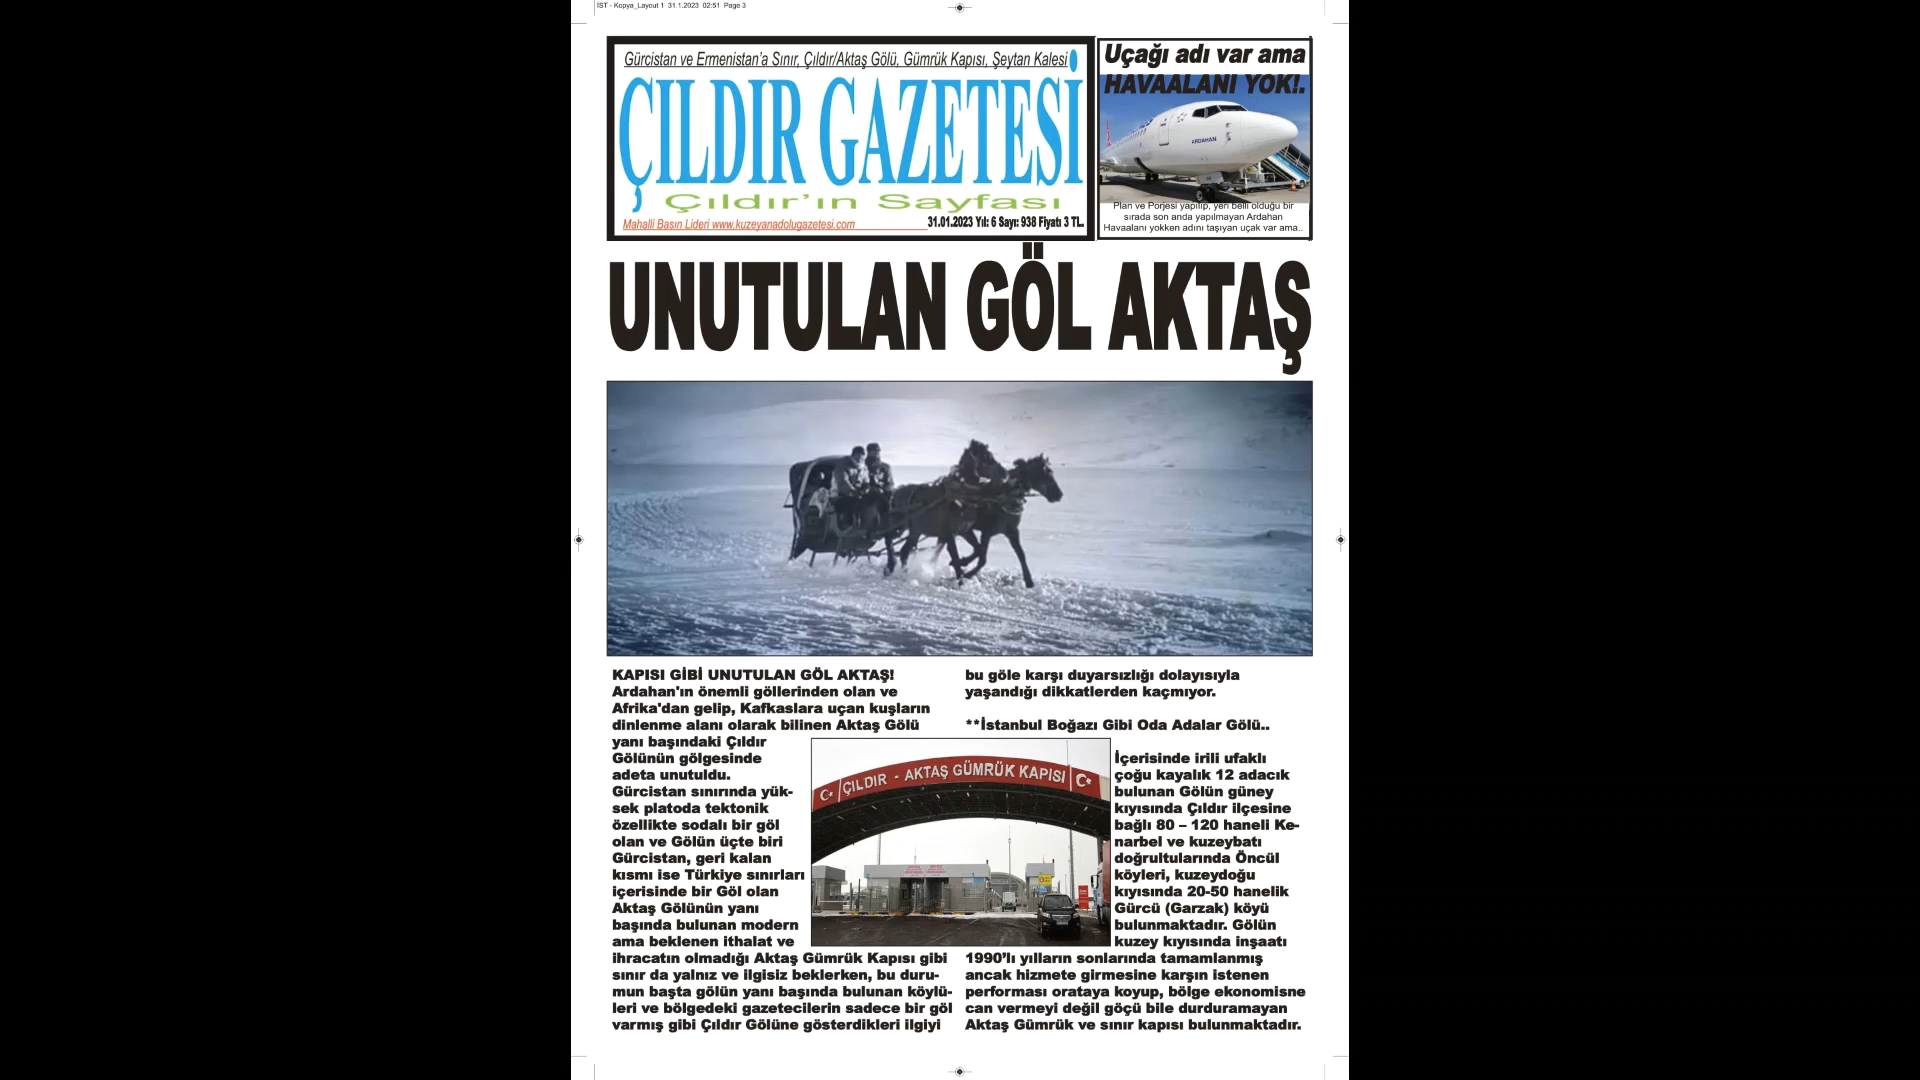 İST - Kopya_Layout 1 31.1.2023 02:51 Page 3
Gürcistan ve Ermenistan'a Sınır, Çıldır/Aktaş Gölü, Gümrük Kapısı, Şeytan Kalesi
ÇILDIR GAZETESİ
Çıldır'ın Sayfası
Mahalli Basın Lideri www.kuzeyanadolugazetesi.com
31.01.2023 Yıl: 6 Sayı: 938 Fiyatı 3 TL.
Uçağı adı var ama
HAVAALANI YOK!.
ARDAHAN
Plan ve Porjesi yapılıp, yeri belli olduğu bir
sırada son anda yapılmayan Ardahan
Havaalanı yokken adını taşıyan uçak var ama..
UNUTULAN GÖL AKTAŞ
KAPISI GİBİ UNUTULAN GÖL AKTAŞ!
Ardahan'ın önemli göllerinden olan ve
Afrika'dan gelip, Kafkaslara uçan kuşların
dinlenme alanı olarak bilinen Aktaş Gölü
yanı başındaki Çıldır
Gölünün gölgesinde
adeta unutuldu.
Gürcistan sınırında yük-
sek platoda tektonik
özellikte sodalı bir göl
olan ve Gölün üçte biri
Gürcistan, geri kalan
kısmı ise Türkiye sınırları
içerisinde bir Göl olan
Aktaş Gölünün yanı
başında bulunan modern
ama beklenen ithalat ve
ihracatın olmadığı Aktaş Gümrük Kapısı gibi
sınır da yalnız ve ilgisiz beklerken, bu duru-
mun başta gölün yanı başında bulunan köylü-
leri ve bölgedeki gazetecilerin sadece bir göl
varmış gibi Çıldır Gölüne gösterdikleri ilgiyi
ÇILDIR - AKTAŞ GÜMRÜK KAPISI
bu göle karşı duyarsızlığı dolayısıyla
yaşandığı dikkatlerden kaçmıyor.
**İstanbul Boğazı Gibi Oda Adalar Gölü..
İçerisinde irili ufaklı
çoğu kayalık 12 adacık
bulunan Gölün güney
kıyısında Çıldır ilçesine
bağlı 80 – 120 haneli Ke-
narbel ve kuzeybatı
doğrultularında Öncül
köyleri, kuzeydoğu
kıyısında 20-50 hanelik
Gürcü (Garzak) köyü
bulunmaktadır. Gölün
kuzey kıyısında inşaatı
1990'lı yılların sonlarında tamamlanmış
ancak hizmete girmesine karşın istenen
performası orataya koyup, bölge ekonomisne
can vermeyi değil göçü bile durduramayan
Aktaş Gümrük ve sınır kapısı bulunmaktadır.